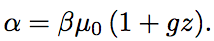 α = βμ₀ (1 + gz).